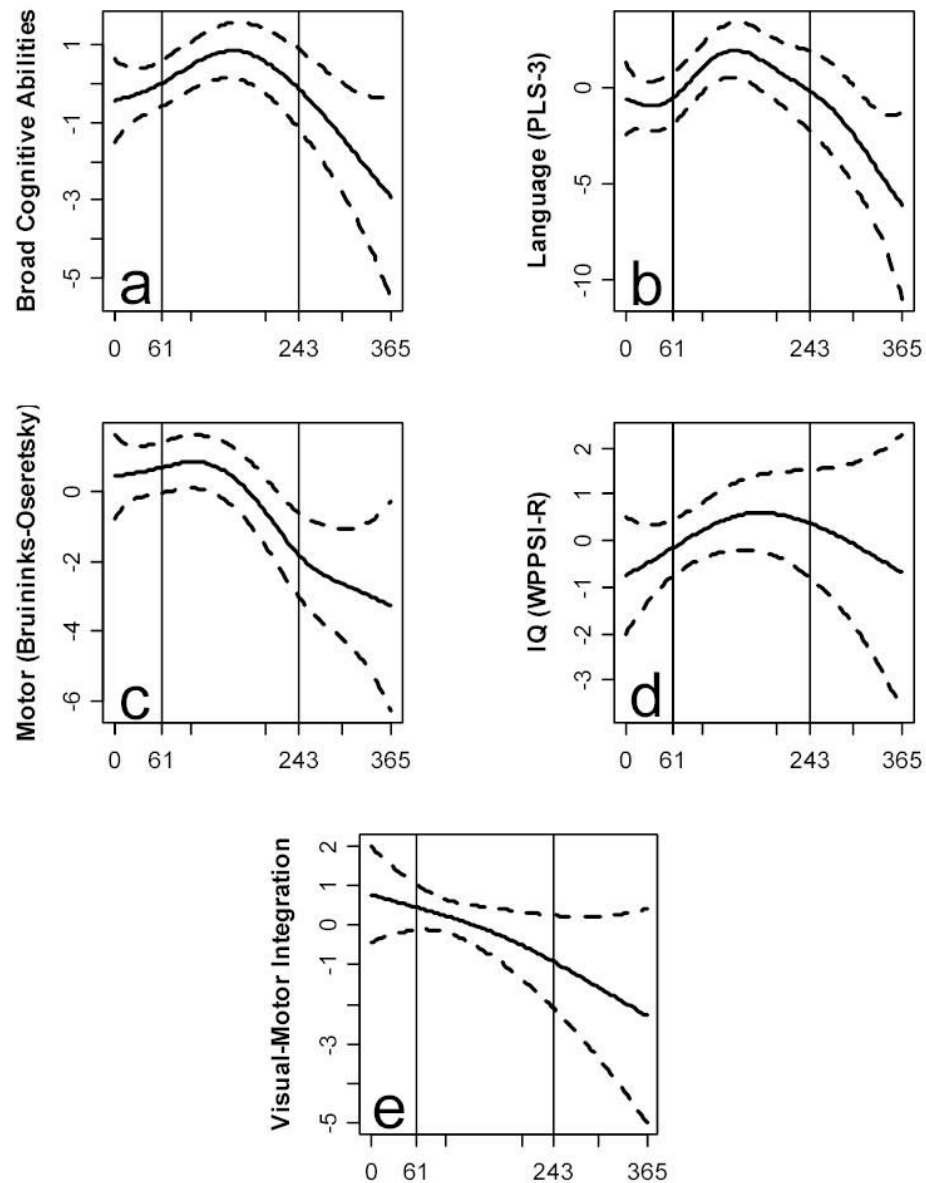 Broad Cognitive Abilities
1
-1
-3
-5
a
0 61 243 365
Language (PLS-3)
0
-5
-10
b
0 61 243 365
Motor (Bruininks-Oseretsky)
0
-2
-4
-6
c
0 61 243 365
IQ (WPPSI-R)
2
1
0
-1
-2
-3
d
0 61 243 365
Visual-Motor Integration
2
1
0
-1
-3
-5
e
0 61 243 365